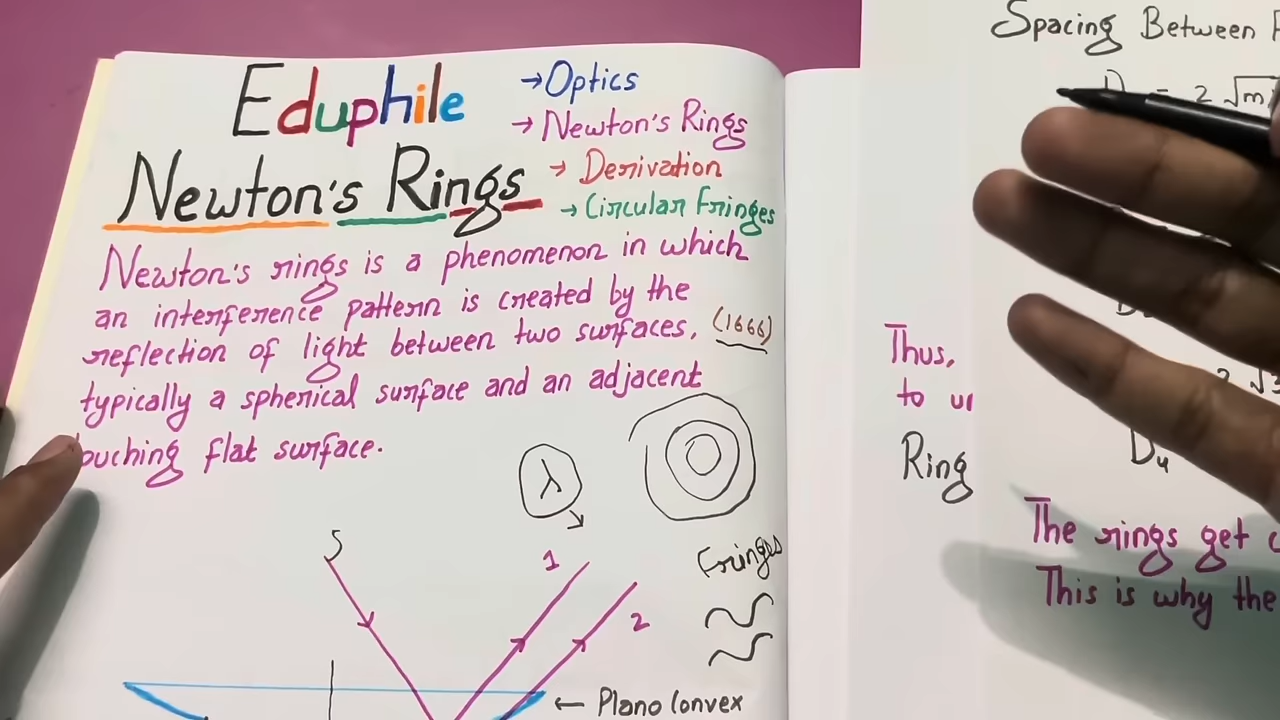 Eduphile
→Optics
→ Newton's Rings
→ Derivation
→ Circular Fringes
Newton's Rings
Newton's rings is a phenomenon in which
an interference pattern is created by the
reflection of light between two surfaces, (1666)
typically a spherical surface and an adjacent
touching flat surface.
λ
S
1
2
Fringes
← Plano Convex
Spacing Between
= 2 √m
Thus,
to
Ring
D4
The rings get
This is why the